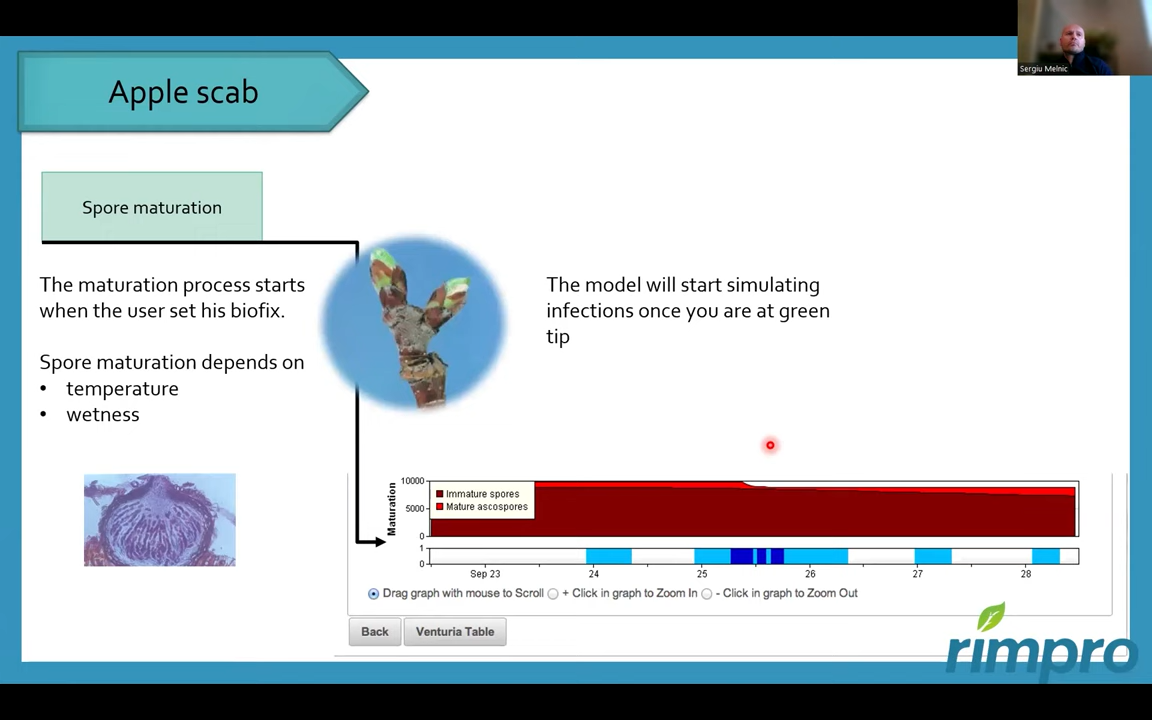 Sergiu Melnic
Apple scab
Spore maturation
The maturation process starts
when the user set his biofix.
Spore maturation depends on
• temperature
• wetness
The model will start simulating
infections once you are at green
tip
Maturation
10000
5000
0
Immature spores
Mature ascospores
1
0
Sep 23
24
25
26
27
28
Drag graph with mouse to Scroll
+ Click in graph to Zoom In
- Click in graph to Zoom Out
Back
Venturia Table
rimpro